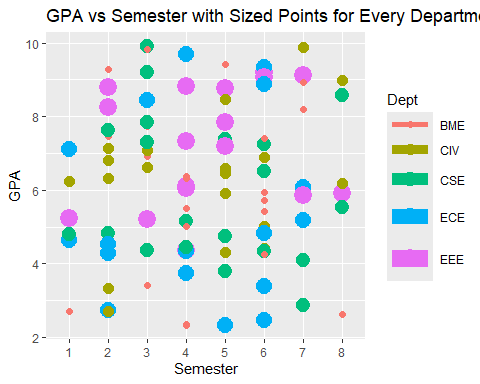 GPA vs Semester with Sized Points for Every Departme
10
8
6
4
2
GPA
1 2 3 4 5 6 7 8
Semester
Dept
BME
CIV
CSE
ECE
EEE